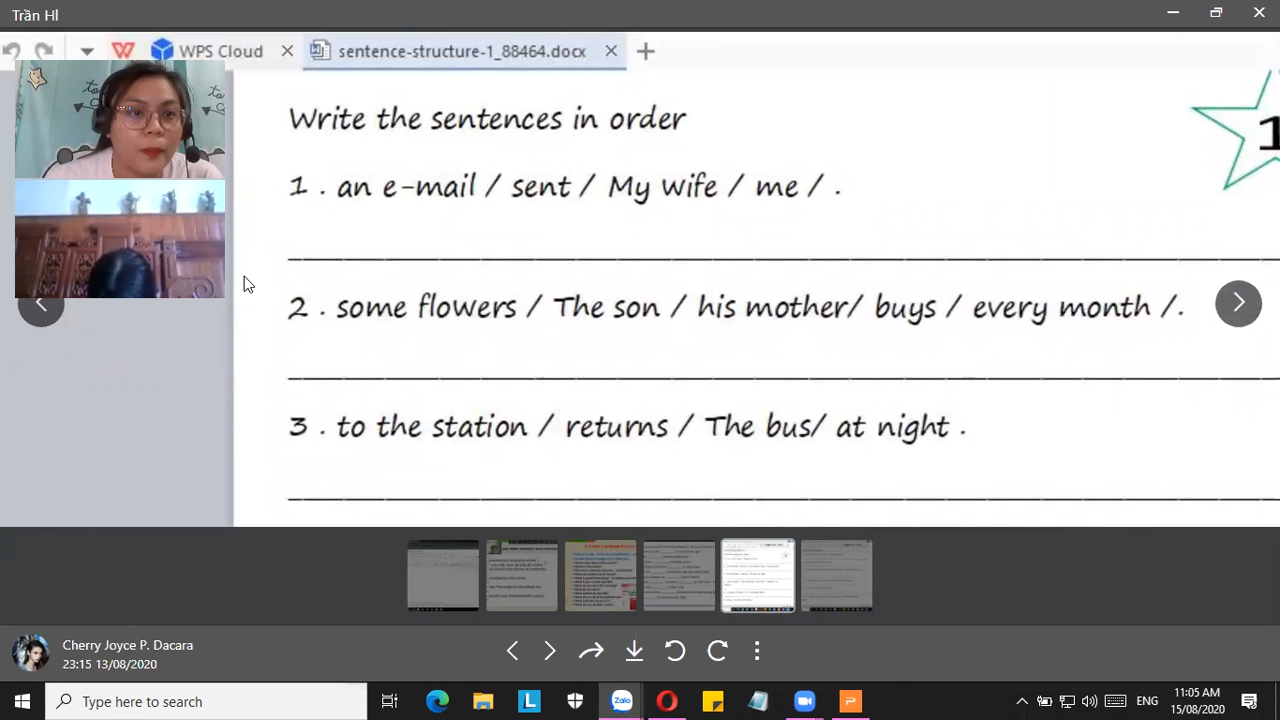 Trần Hl
WPS Cloud
sentence-structure-1_88464.docx
Write the sentences in order
1
1 . an e-mail / sent / My wife / me / .
2 . some flowers / The son / his mother/ buys / every month /.
3 . to the station / returns / The bus/ at night .
Cherry Joyce P. Dacara
23:15 13/08/2020
Type here to search
L
Zalo
ENG
11:05 AM
15/08/2020